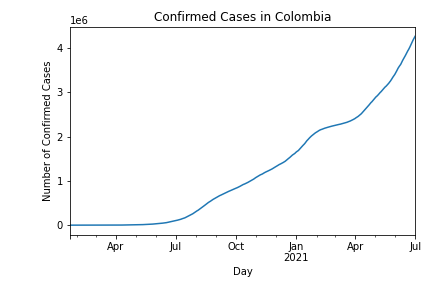 Confirmed Cases in Colombia
1e6
4
3
2
1
0
Number of Confirmed Cases
Apr Jul Oct Jan Apr Jul
2021
Day